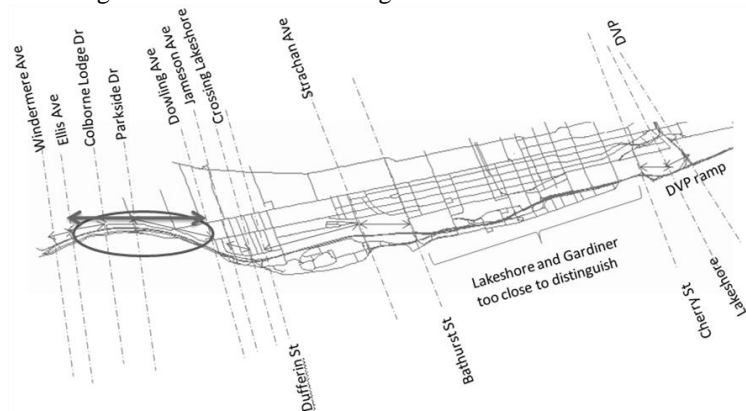 Windermere Ave
Ellis Ave
Colborne Lodge Dr
Parkside Dr
Dowling Ave
Jameson Ave
Crossing Lakeshore
Strachan Ave
DVP
DVP ramp
Lakeshore and Gardiner
too close to distinguish
Dufferin St
Bathurst St
Cherry St
Lakeshore